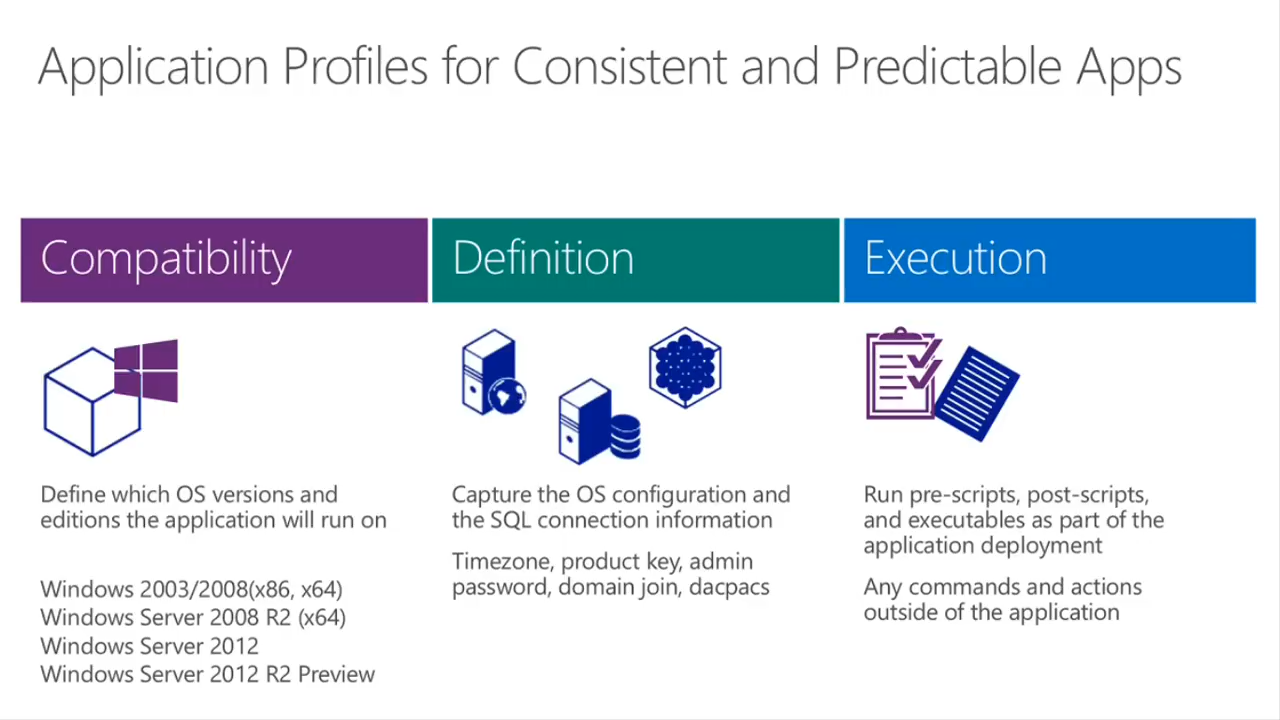 Application Profiles for Consistent and Predictable Apps
Compatibility
Definition
Execution
Define which OS versions and
editions the application will run on
Windows 2003/2008(x86, x64)
Windows Server 2008 R2 (x64)
Windows Server 2012
Windows Server 2012 R2 Preview
Capture the OS configuration and
the SQL connection information
Timezone, product key, admin
password, domain join, dacpacs
Run pre-scripts, post-scripts,
and executables as part of the
application deployment
Any commands and actions
outside of the application